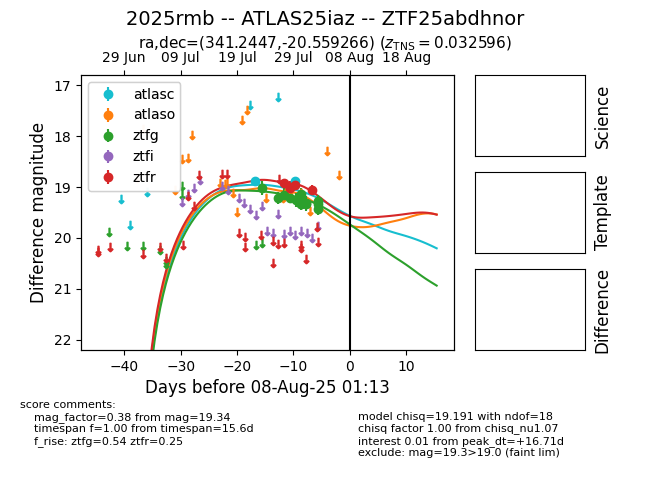 2025rmb -- ATLAS25iaz -- ZTF25abdhnor
ra,dec=(341.2447,-20.559266) (z_TNS = 0.032596)
29 Jun 09 Jul 19 Jul 29 Jul 08 Aug 18 Aug
17
18
19
20
21
22
Difference magnitude
atlasc
atlaso
ztfg
ztfi
ztfr
−40 −30 −20 −10 0 10
Days before 08-Aug-25 01:13
Science
Template
Difference
score comments:
mag_factor=0.38 from mag=19.34
timespan f=1.00 from timespan=15.6d
f_rise: ztfg=0.54 ztfr=0.25
model chisq=19.191 with ndof=18
chisq factor 1.00 from chisq_nu1.07
interest 0.01 from peak_dt=+16.71d
exclude: mag=19.3>19.0 (faint lim)